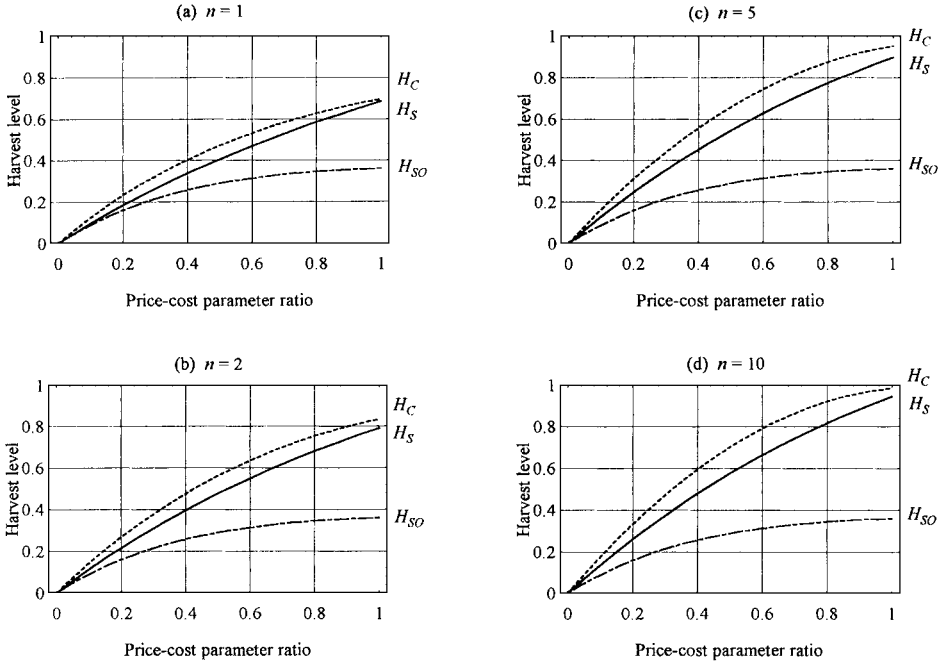 (a) n = 1
Harvest level
1
0.8
0.6
0.4
0.2
0
0 0.2 0.4 0.6 0.8 1
Price-cost parameter ratio
H_C
H_S
H_SO
(c) n = 5
Harvest level
1
0.8
0.6
0.4
0.2
0
0 0.2 0.4 0.6 0.8 1
Price-cost parameter ratio
H_C
H_S
H_SO
(b) n = 2
Harvest level
1
0.8
0.6
0.4
0.2
0
0 0.2 0.4 0.6 0.8 1
Price-cost parameter ratio
H_C
H_S
H_SO
(d) n = 10
Harvest level
1
0.8
0.6
0.4
0.2
0
0 0.2 0.4 0.6 0.8 1
Price-cost parameter ratio
H_C
H_S
H_SO